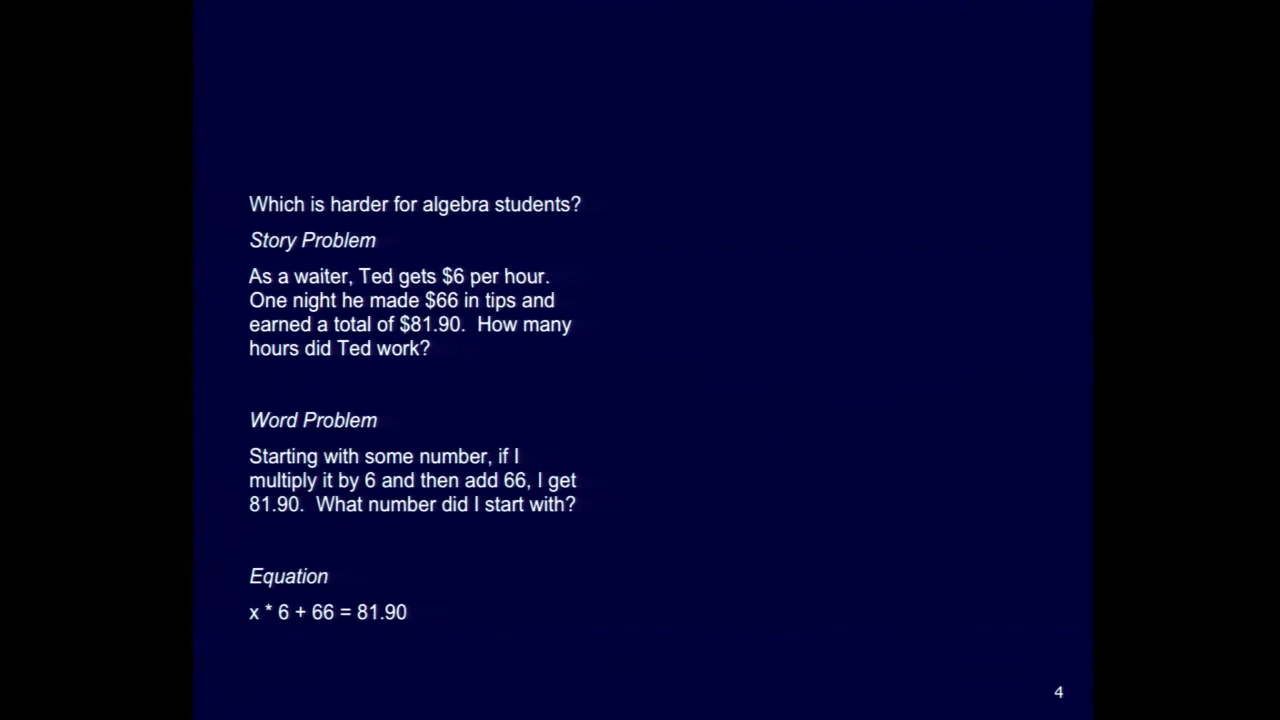 Which is harder for algebra students?
Story Problem
As a waiter, Ted gets $6 per hour.
One night he made $66 in tips and
earned a total of $81.90.  How many
hours did Ted work?
Word Problem
Starting with some number, if I
multiply it by 6 and then add 66, I get
81.90.  What number did I start with?
Equation
x * 6 + 66 = 81.90
4